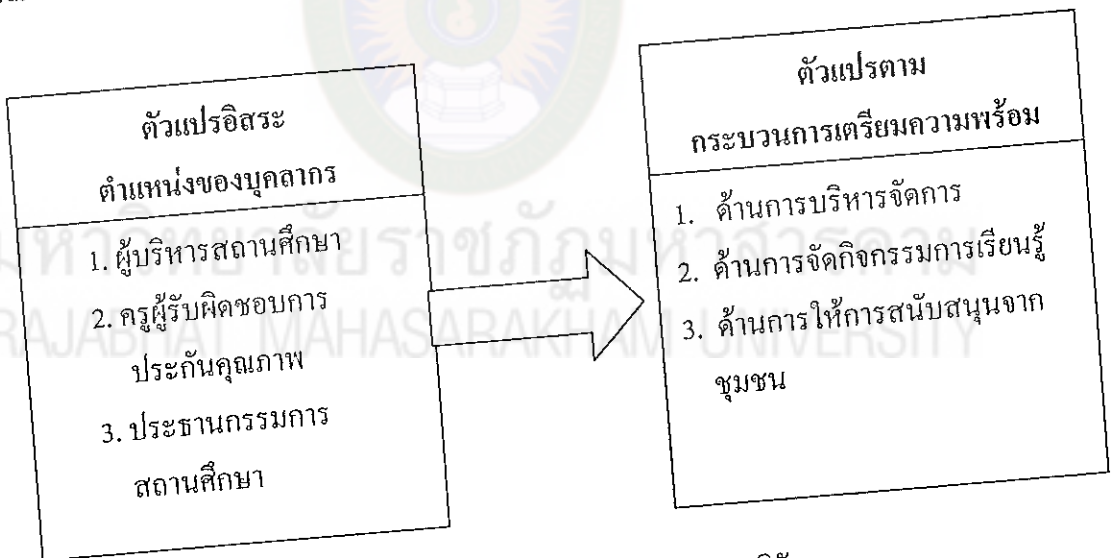 ตัวแปรอิสระ
ตำแหน่งของบุคลากร
1. ผู้บริหารสถานศึกษา
2. ครูผู้รับผิดชอบการ
ประกันคุณภาพ
3. ประธานกรรมการ
สถานศึกษา
ตัวแปรตาม
กระบวนการเตรียมความพร้อม
1. ด้านการบริหารจัดการ
2. ด้านการจัดกิจกรรมการเรียนรู้
3. ด้านการให้การสนับสนุนจาก
ชุมชน
มหาวิทยาลัยราชภัฏมหาสารคาม
RAJABHAT MAHASARAKHAM UNIVERSITY